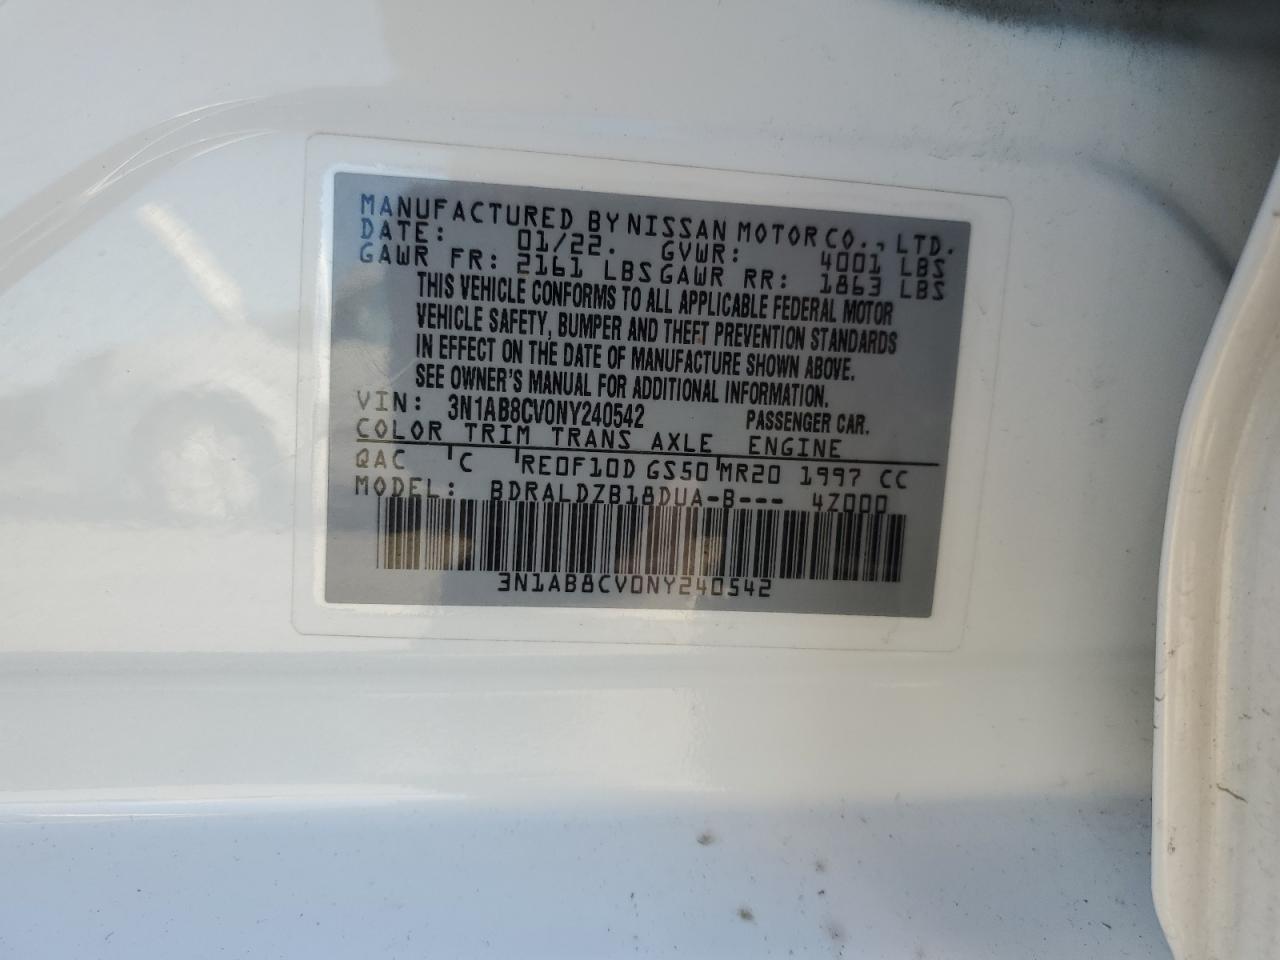 MANUFACTURED BY NISSAN MOTOR CO., LTD.
DATE: 01/22. GVWR: 4001 LBS
GAWR FR: 2161 LBS GAWR RR: 1863 LBS
THIS VEHICLE CONFORMS TO ALL APPLICABLE FEDERAL MOTOR
VEHICLE SAFETY, BUMPER AND THEFT PREVENTION STANDARDS
IN EFFECT ON THE DATE OF MANUFACTURE SHOWN ABOVE.
SEE OWNER'S MANUAL FOR ADDITIONAL INFORMATION.
VIN: 3N1AB8CV0NY240542 PASSENGER CAR.
COLOR TRIM TRANS AXLE ENGINE
QAC C RE0F10D GS50 MR20 1997 CC
MODEL: BDRALDZB18DUA-B--- 4Z000
3N1AB8CV0NY240542